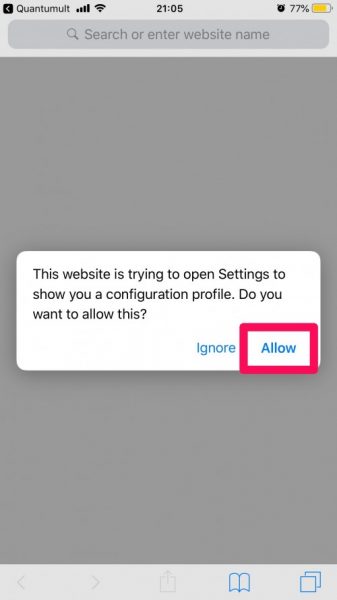 Quantumult 21:05 77%
Search or enter website name
This website is trying to open Settings to
show you a configuration profile. Do you
want to allow this?
Ignore Allow